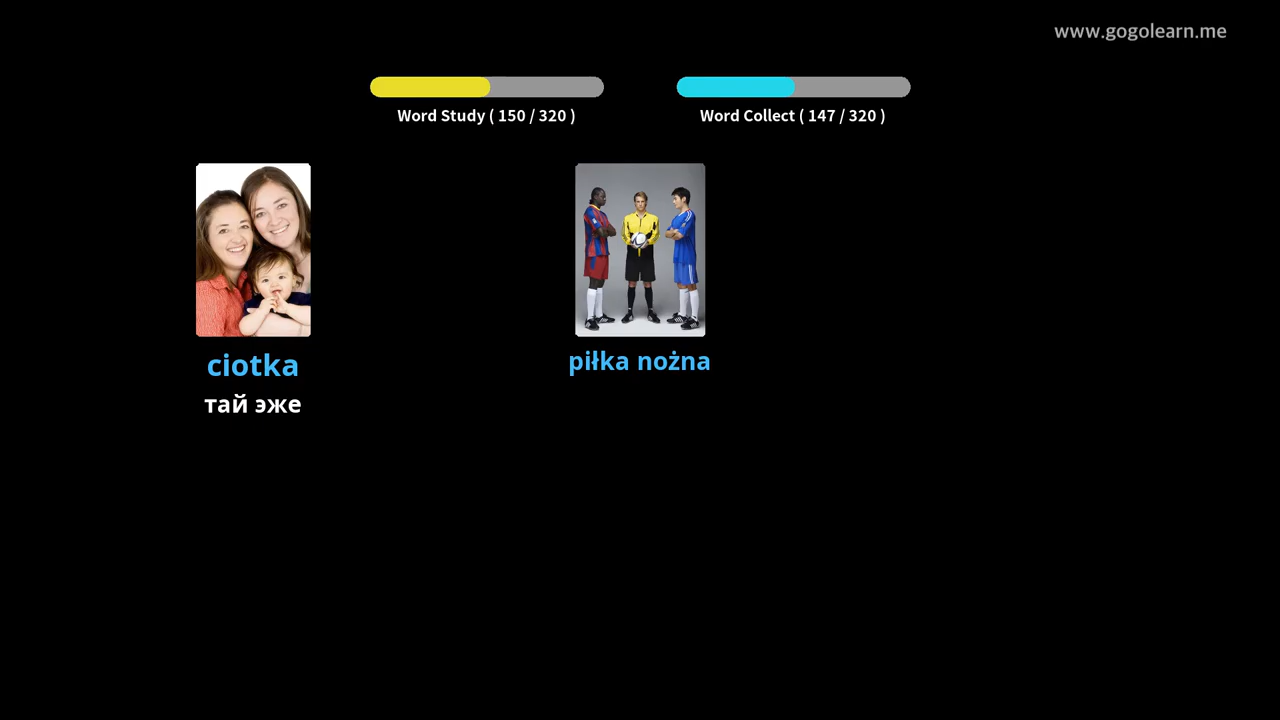 www.gogolearn.me
Word Study ( 150 / 320 )
Word Collect ( 147 / 320 )
ciotka
тай эже
piłka nożna